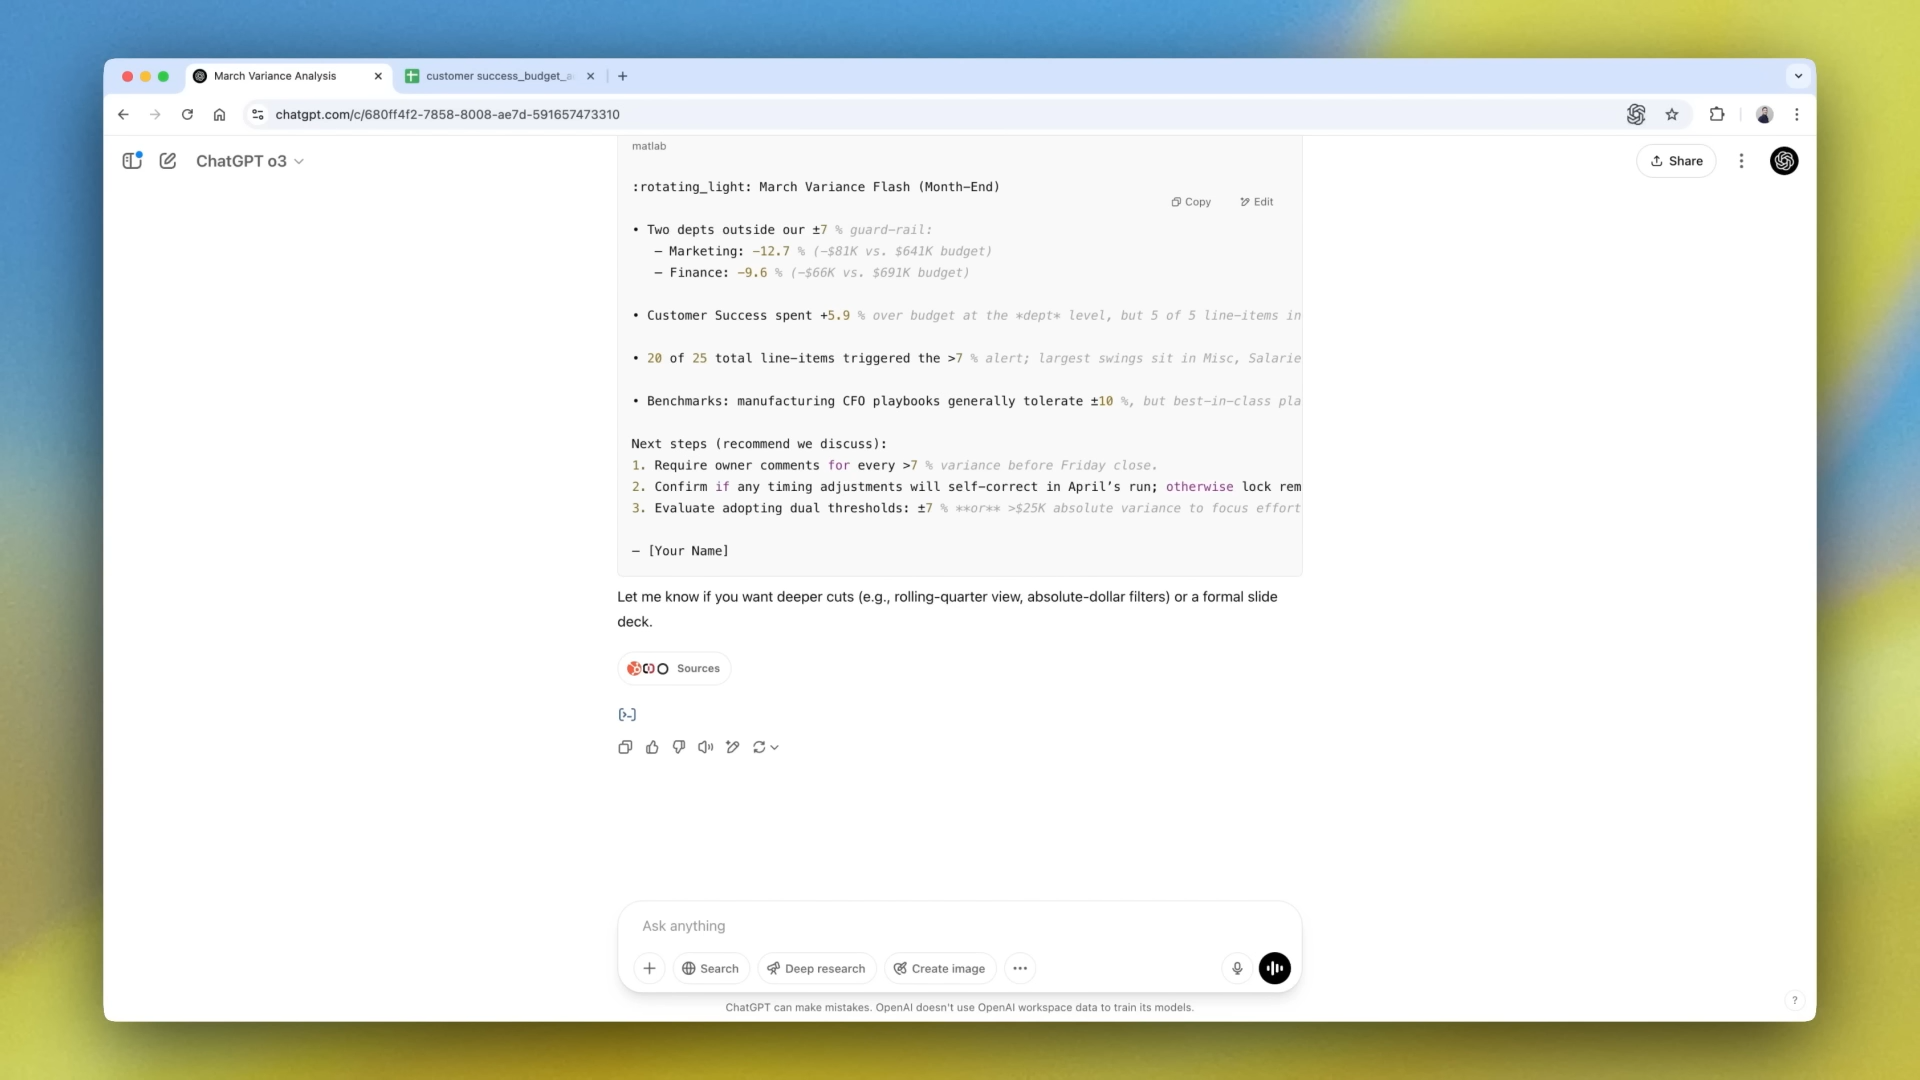 March Variance Analysis
customer success_budget_a
chatgpt.com/c/680ff4f2-7858-8008-ae7d-591657473310
ChatGPT o3
Share
matlab
:rotating_light: March Variance Flash (Month-End)
Copy
Edit
• Two depts outside our ±7 % guard-rail:
– Marketing: -12.7 % (-$81K vs. $641K budget)
– Finance: -9.6 % (-$66K vs. $691K budget)
• Customer Success spent +5.9 % over budget at the *dept* level, but 5 of 5 line-items in
• 20 of 25 total line-items triggered the >7 % alert; largest swings sit in Misc, Salarie
• Benchmarks: manufacturing CFO playbooks generally tolerate ±10 %, but best-in-class pla
Next steps (recommend we discuss):
1. Require owner comments for every >7 % variance before Friday close.
2. Confirm if any timing adjustments will self-correct in April’s run; otherwise lock rem
3. Evaluate adopting dual thresholds: ±7 % **or** >$25K absolute variance to focus effort
— [Your Name]
Let me know if you want deeper cuts (e.g., rolling-quarter view, absolute-dollar filters) or a formal slide
deck.
Sources
Ask anything
Search
Deep research
Create image
ChatGPT can make mistakes. OpenAI doesn't use OpenAI workspace data to train its models.
?